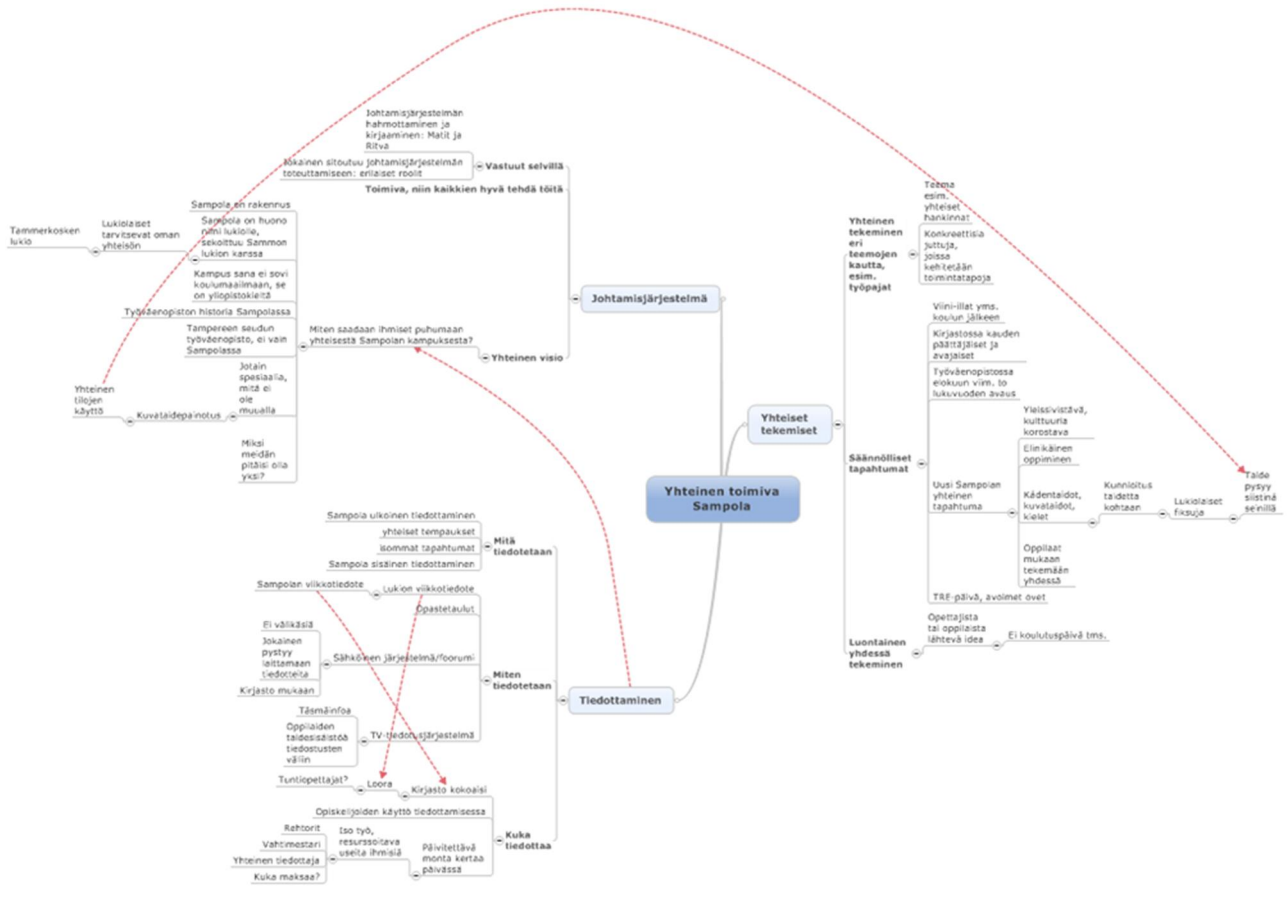 Yhteinen toimiva
Sampola
Johtamisjärjestelmä
Vastuut selvillä
Johtamisjärjestelmän
hahmottaminen ja
kirjaaminen: Matit ja
Ritva
Jokainen sitoutuu johtamisjärjestelmän
toteuttamiseen: erilaiset roolit
Toimiva, niin kaikkien hyvä tehdä töitä
Yhteinen visio
Miten saadaan ihmiset puhumaan
yhteisestä Sampolan kampuksesta?
Sampola on rakennus
Sampola on huono
nimi lukiolle,
sekoittuu Sammon
lukion kanssa
Lukiolaiset
tarvitsevat oman
yhteisön
Tammerkosken
lukio
Kampus sana ei sovi
koulumaailmaan, se
on yliopistokieltä
Työväenopiston historia Sampolassa
Tampereen seudun
työväenopisto, ei vain
Sampolassa
Jotain
spesiaalia,
mitä ei
ole
muualla
Kuvataidepainotus
Yhteinen
tilojen
käyttö
Miksi
meidän
pitäisi olla
yksi?
Yhteiset
tekemiset
Yhteinen
tekeminen
eri
teemojen
kautta,
esim.
työpajat
Teema
esim.
yhteiset
hankinnat
Konkreettisia
juttuja,
joissa
kehitetään
toimintatapoja
Säännölliset
tapahtumat
Viini-illat yms.
koulun jälkeen
Kirjastossa kauden
päättäjäiset ja
avajaiset
Työväenopistossa
elokuun viim. to
lukuvuoden avaus
Uusi Sampolan
yhteinen
tapahtuma
Yleissivistävä,
kulttuuria
korostava
Elinikäinen
oppiminen
Kädentaidot,
kuvataidot,
kielet
Kunnioitus
taidetta
kohtaan
Lukiolaiset
fiksuja
Taide
pysyy
siistinä
seinillä
Oppilaat
mukaan
tekemään
yhdessä
TRE-päivä, avoimet ovet
Luontainen
yhdessä
tekeminen
Opettajista
tai oppilaista
lähtevä idea
Ei koulutuspäivä tms.
Tiedottaminen
Mitä
tiedotetaan
Sampola ulkoinen tiedottaminen
yhteiset tempaukset
isommat tapahtumat
Sampola sisäinen tiedottaminen
Miten
tiedotetaan
Lukion viikkotiedote
Sampolan viikkotiedote
Opastetaulut
Sähköinen järjestelmä/foorumi
Ei välikäsiä
Jokainen
pystyy
laittamaan
tiedotteita
Kirjasto mukaan
TV-tiedotusjärjestelmä
Täsmäinfoa
Oppilaiden
taidesisältöä
tiedostusten
väliin
Kuka
tiedottaa
Kirjasto kokoaisi
Loora
Tuntiopettajat?
Opiskelijoiden käyttö tiedottamisessa
Päivitettävä
monta kertaa
päivässä
Iso työ,
resurssoitava
useita ihmisiä
Rehtorit
Vahtimestari
Yhteinen tiedottaja
Kuka maksaa?